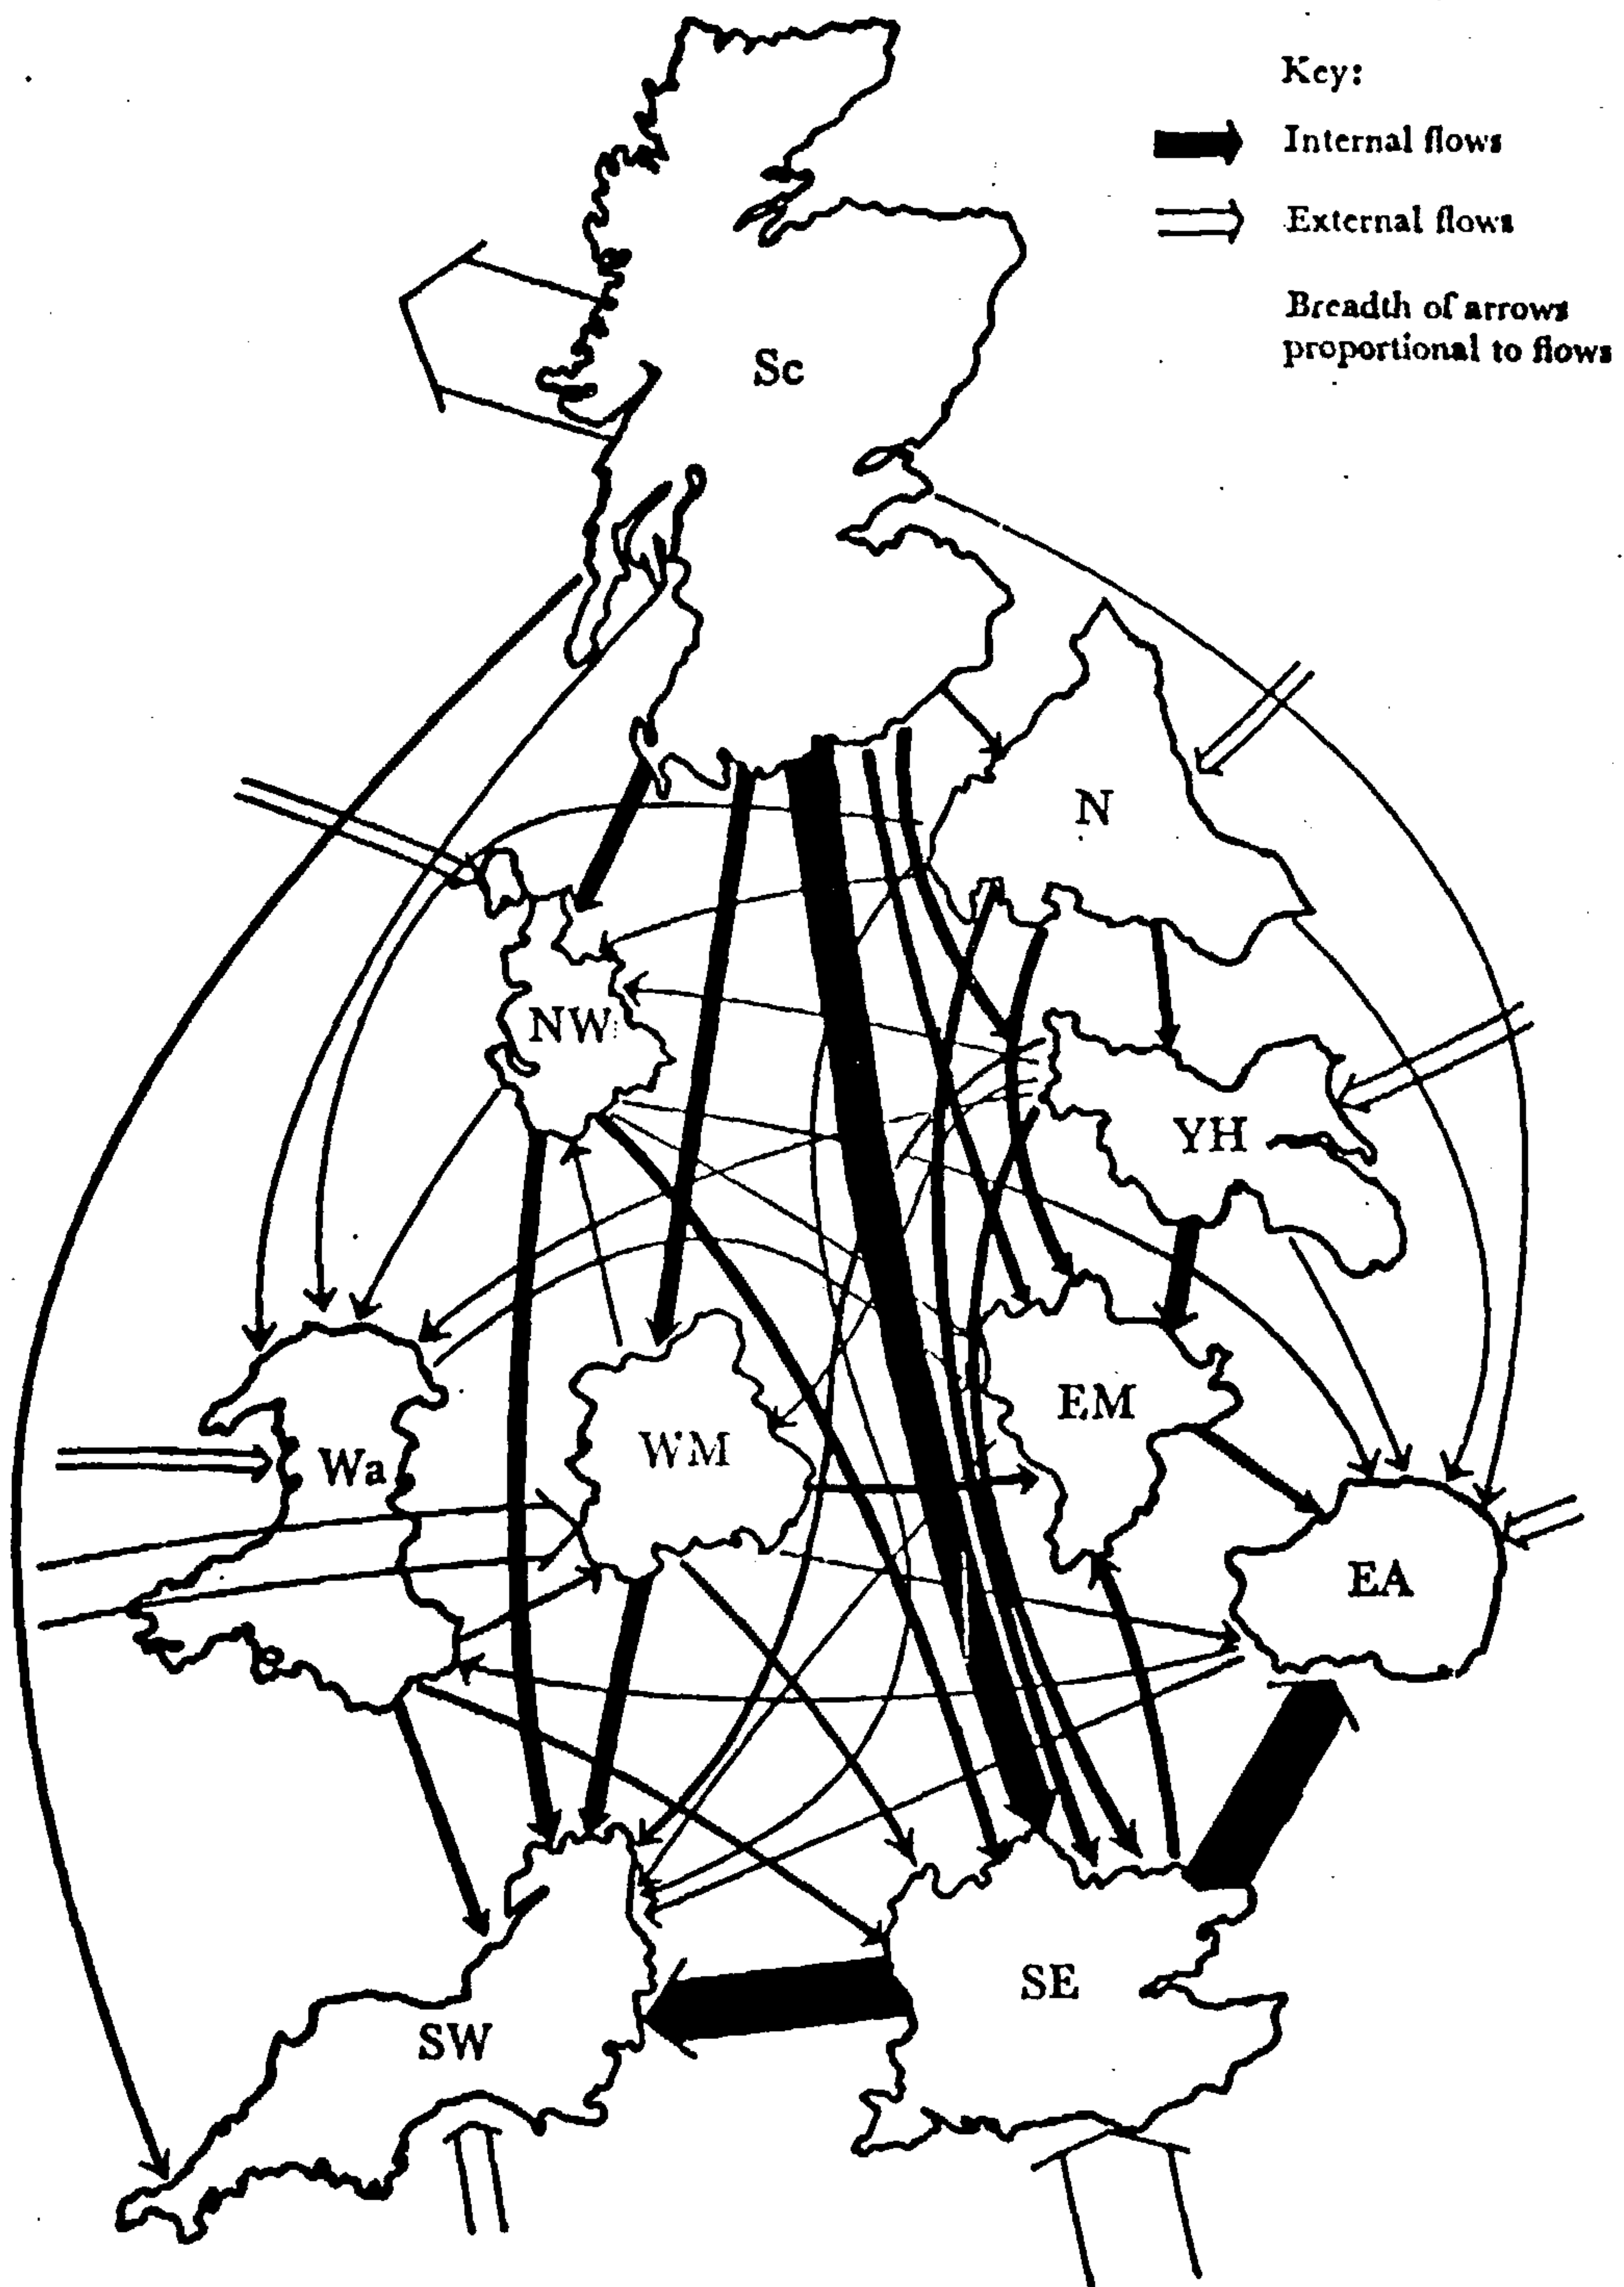 Key:
Internal flows
External flows
Breadth of arrows
proportional to flows
Sc
N
NW
YH
EM
WM
Wa
EA
SE
SW